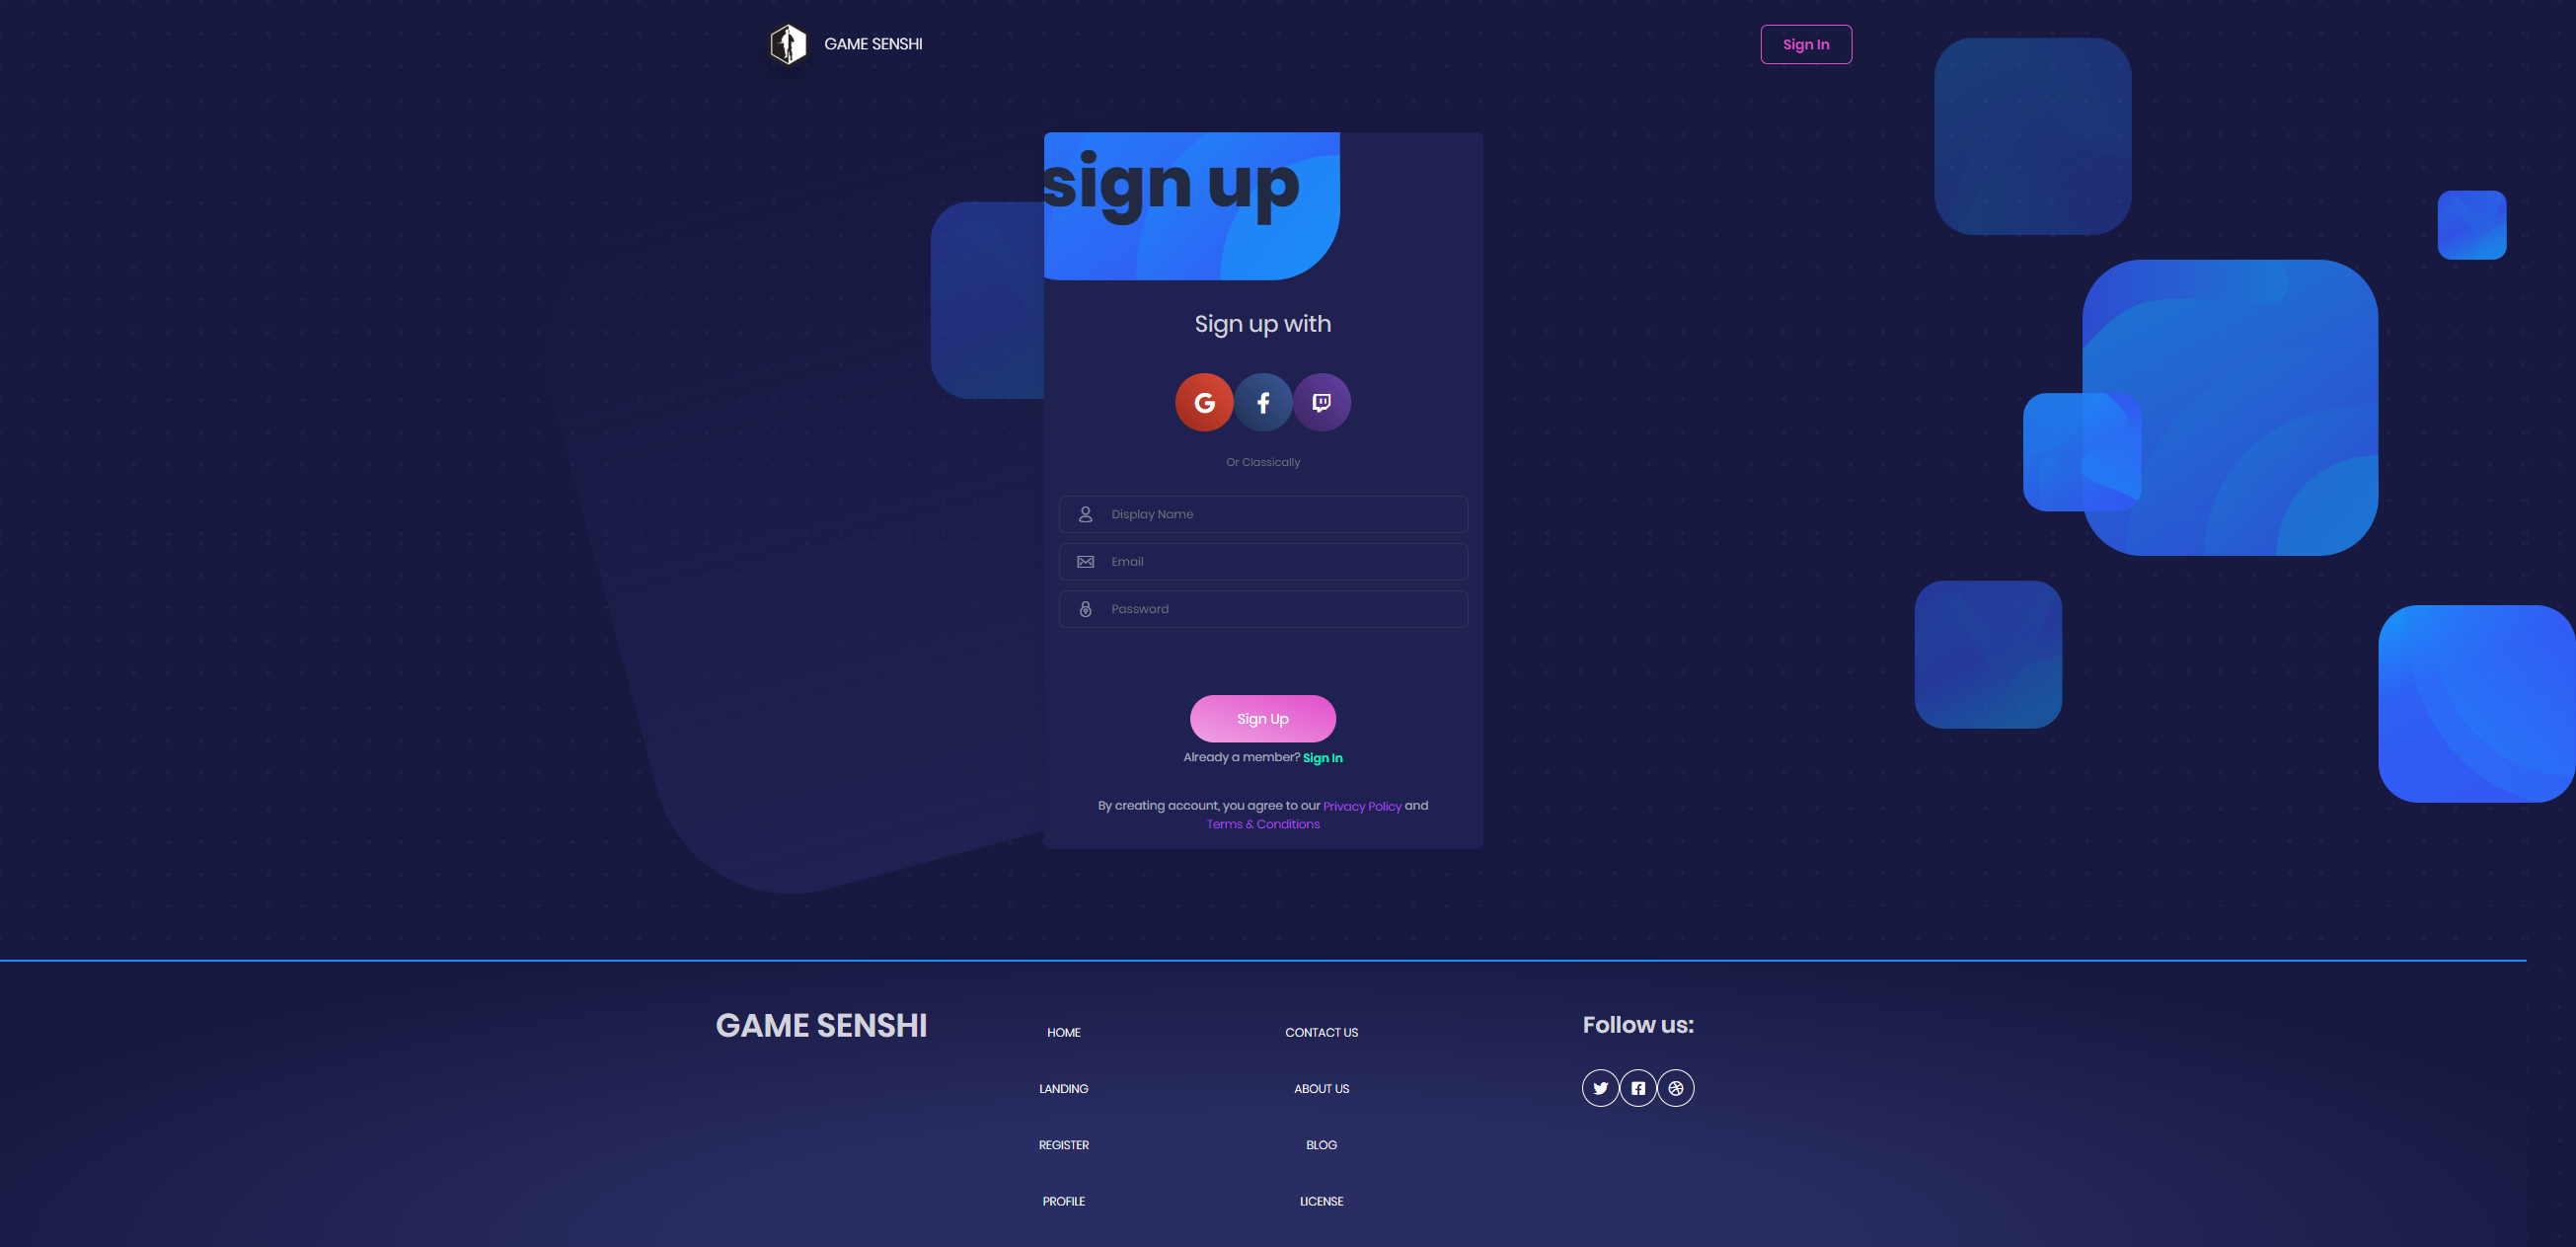 GAME SENSHI
Sign In
sign up
Sign up with
Or Classically
Display Name
Email
Password
Sign Up
Already a member? Sign In
By creating account, you agree to our Privacy Policy and
Terms & Conditions
GAME SENSHI
HOME
LANDING
REGISTER
PROFILE
CONTACT US
ABOUT US
BLOG
LICENSE
Follow us: